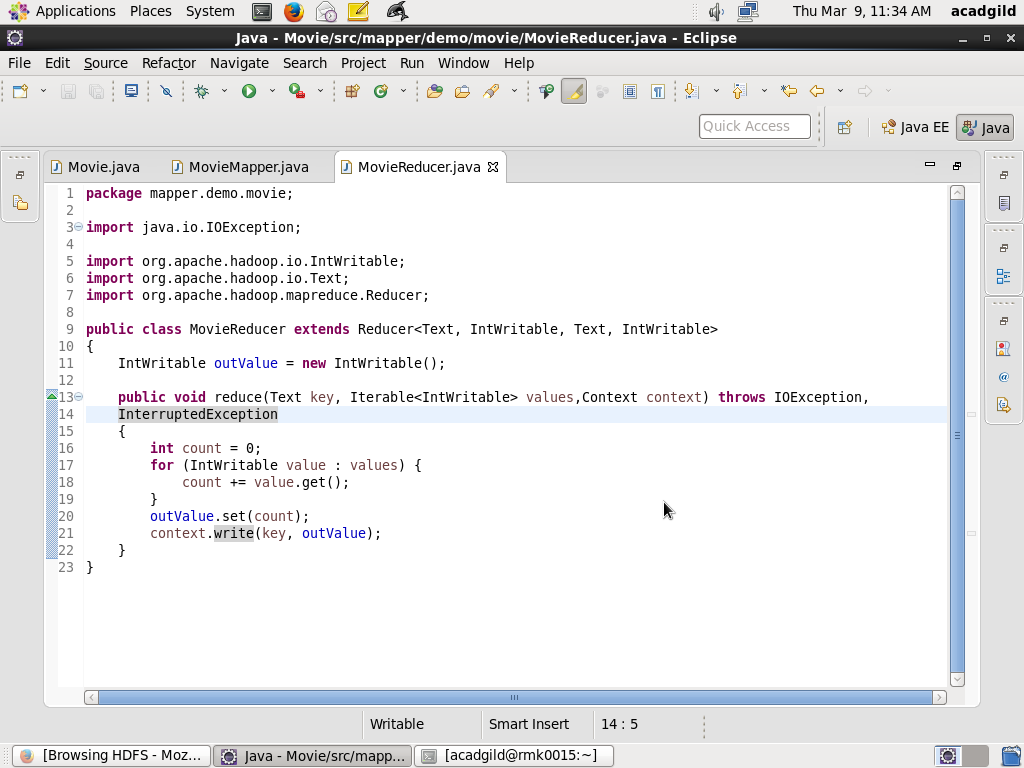 Applications Places System Thu Mar 9, 11:34 AM acadgild
Java - Movie/src/mapper/demo/movie/MovieReducer.java - Eclipse
File Edit Source Refactor Navigate Search Project Run Window Help
Quick Access Java EE Java
Movie.java MovieMapper.java MovieReducer.java
1 package mapper.demo.movie;
2
3 import java.io.IOException;
4
5 import org.apache.hadoop.io.IntWritable;
6 import org.apache.hadoop.io.Text;
7 import org.apache.hadoop.mapreduce.Reducer;
8
9 public class MovieReducer extends Reducer<Text, IntWritable, Text, IntWritable>
10 {
11     IntWritable outValue = new IntWritable();
12
13     public void reduce(Text key, Iterable<IntWritable> values,Context context) throws IOException,
14     InterruptedException
15     {
16         int count = 0;
17         for (IntWritable value : values) {
18             count += value.get();
19         }
20         outValue.set(count);
21         context.write(key, outValue);
22     }
23 }
Writable Smart Insert 14 : 5
[Browsing HDFS - Moz... Java - Movie/src/mapp... [acadgild@rmk0015:~]